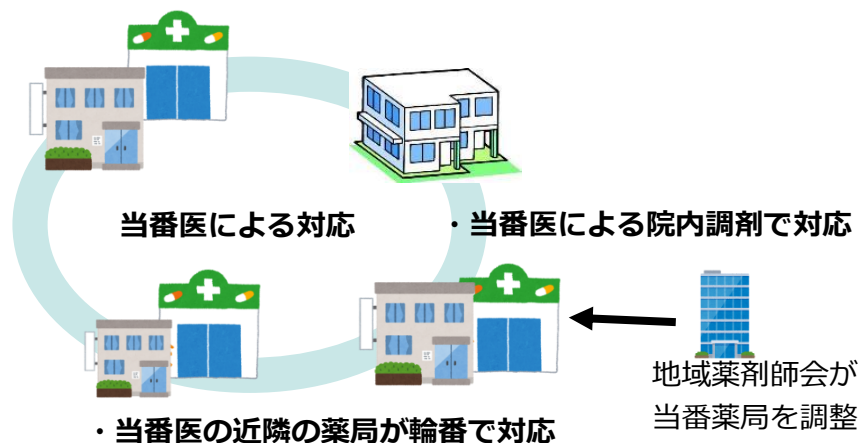 当番医による対応
・当番医による院内調剤で対応
地域薬剤師会が
当番薬局を調整
・当番医の近隣の薬局が輪番で対応